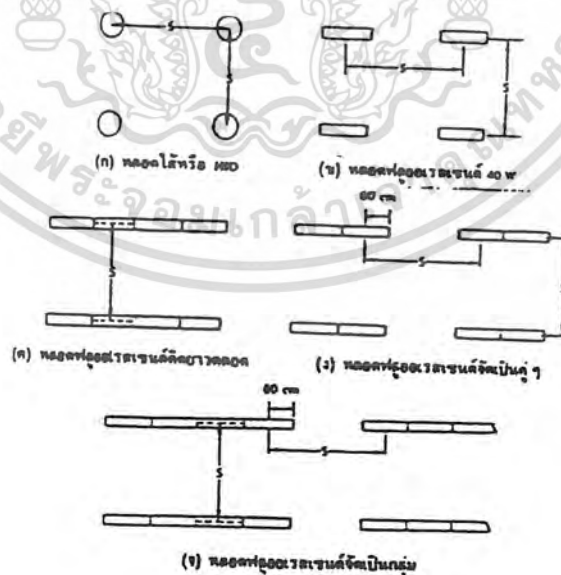 S
S
S
S
(ก) หลอดไส้หรือ HID
(ข) หลอดฟลูออเรสเซนต์ 40 W
60 cm
S
S
(ค) หลอดฟลูออเรสเซนต์ติดยาวตลอด
(ง) หลอดฟลูออเรสเซนต์จัดเป็นคู่ ๆ
60 cm
S
S
(จ) หลอดฟลูออเรสเซนต์จัดเป็นกลุ่ม